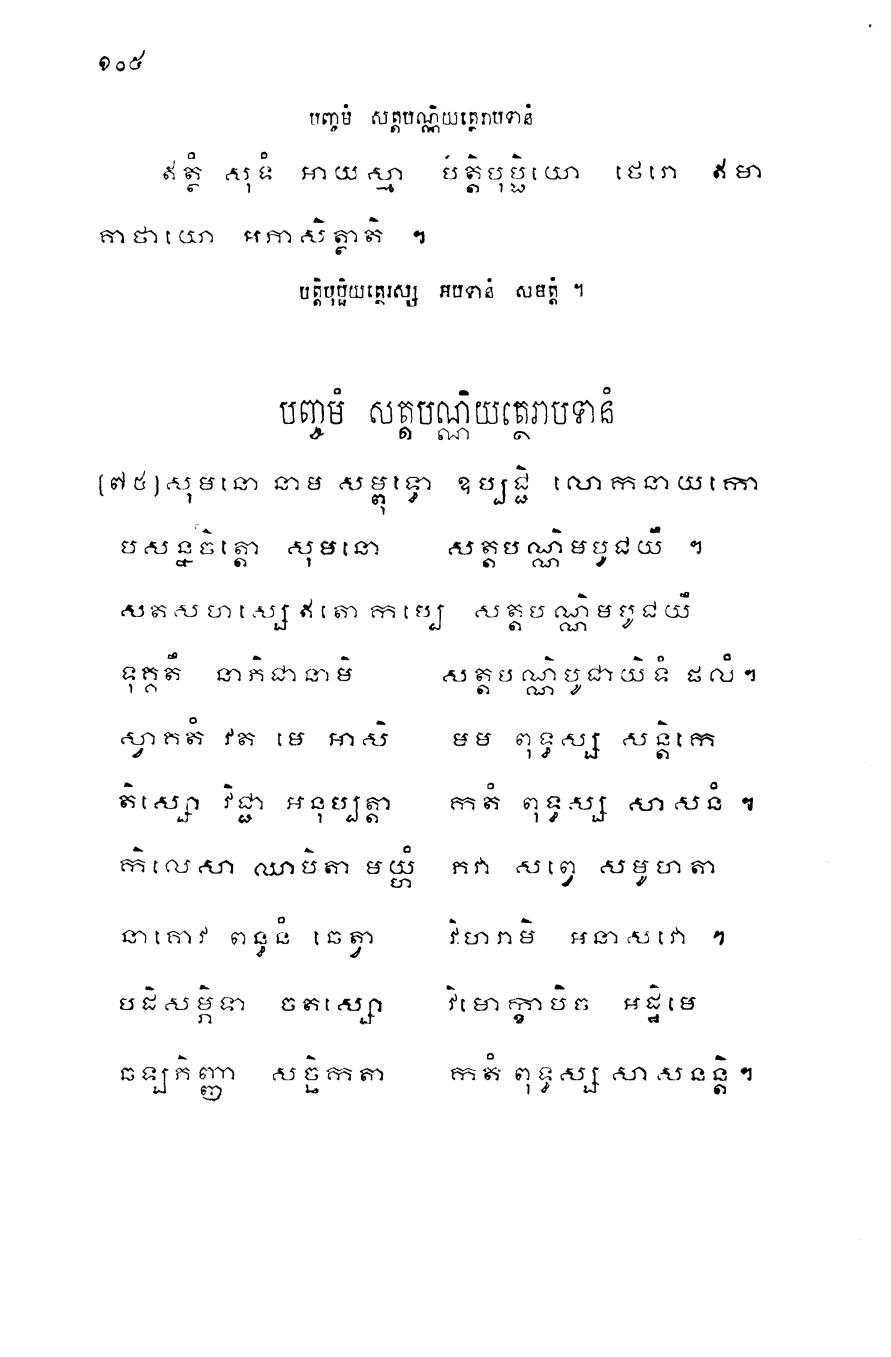 ១០៥
បញ្ចមំ សត្តបណ្ណិយត្ថេរាបទានំ
ឥត្ថំ សុទំ អាយស្មា បត្តិបុប្ផិយោ ថេរោ ឥមា
គាថាយោ អភាសិត្ថាតិ ។
បត្តិបុប្ផិយត្ថេរស្ស អបទានំ សមត្តំ ។
បញ្ចមំ សត្តបណ្ណិយត្ថេរាបទានំ
[៧៥] សុមនោ នាម សម្ពុទ្ធោ ឧប្បជ្ជិ លោកនាយកោ
បសន្នចិត្តោ សុមនោ សត្តបណ្ណិមបូជយឹ ។
សតសហស្សេ ឥតោ កប្បេ សត្តបណ្ណិមបូជយឹ
ទុគ្គតឹ នាភិជានាមិ សត្តបណ្ណិបូជាយិទំ ផលំ ។
ស្វាគតំ វត មេ អាសិ មម ពុទ្ធស្ស សន្តិកេ
តិស្សោ វិជ្ជា អនុប្បត្តា កតំ ពុទ្ធស្ស សាសនំ ។
កិលេសា ឈាបិតា មយ្ហំ ភវា សព្វេ សមូហតា
នាគោវ ពន្ធនំ ឆេត្វា វិហរាមិ អនាសវោ ។
បដិសម្ភិទា ចតស្សោ វិមោក្ខាបិច អដ្ឋិមេ
ឆឡភិញ្ញា សច្ឆិកតា កតំ ពុទ្ធស្ស សាសនន្តិ ។